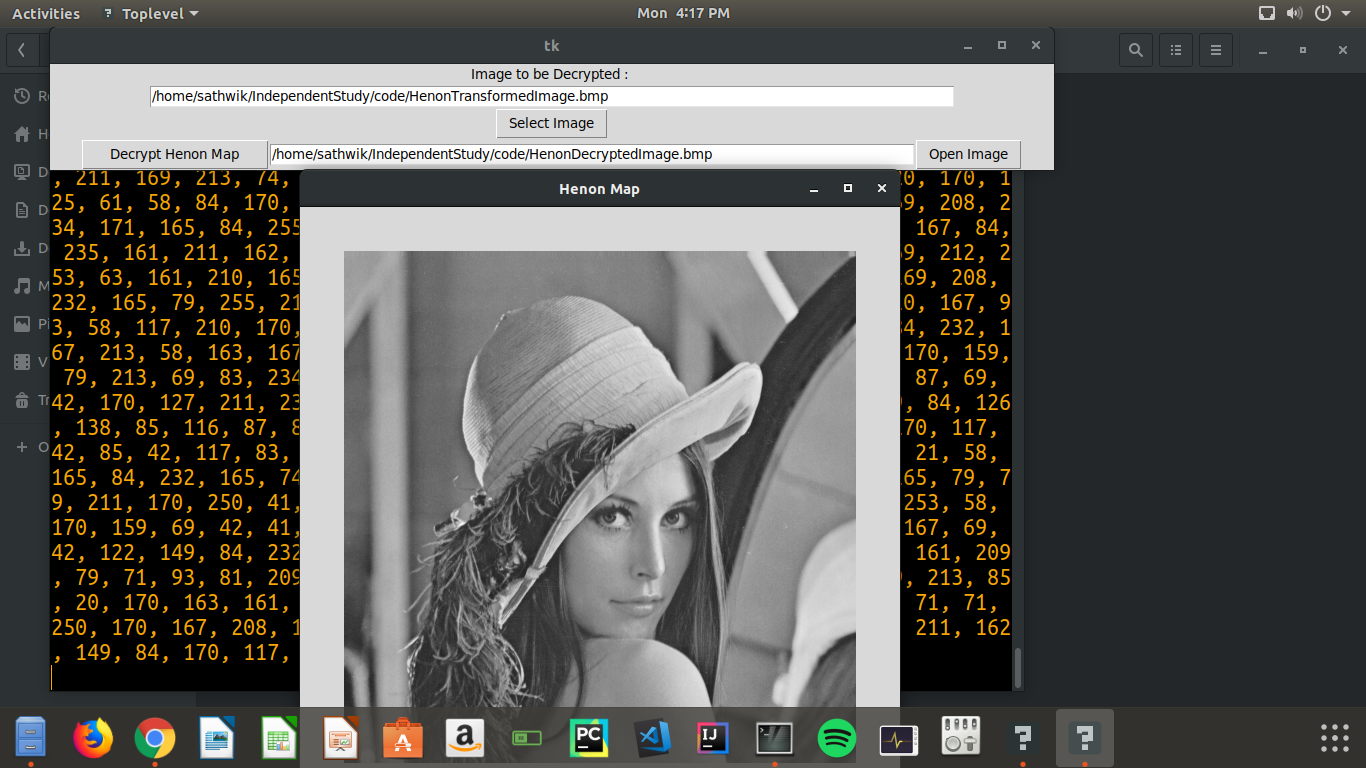 Activities Toplevel Mon 4:17 PM
tk
Image to be Decrypted :
/home/sathwik/IndependentStudy/code/HenonTransformedImage.bmp
Select Image
Decrypt Henon Map /home/sathwik/IndependentStudy/code/HenonDecryptedImage.bmp Open Image
Henon Map
, 211, 169, 213, 74, 170, 1
25, 61, 58, 84, 170, 208, 2
34, 171, 165, 84, 255 167, 84,
235, 161, 211, 162, 212, 2
53, 63, 161, 210, 165 169, 208,
232, 165, 79, 255, 21 167, 9
3, 58, 117, 210, 170, 232, 1
67, 213, 58, 163, 167 170, 159,
79, 213, 69, 83, 234 87, 69,
42, 170, 127, 211, 23 , 84, 126
, 138, 85, 116, 87, 8 70, 117,
42, 85, 42, 117, 83, 21, 58,
165, 84, 232, 165, 74 65, 79, 7
9, 211, 170, 250, 41, 253, 58,
170, 159, 69, 42, 41, 167, 69,
42, 122, 149, 84, 232 161, 209
, 79, 71, 93, 81, 209 , 213, 85
, 20, 170, 163, 161, 71, 71,
250, 170, 167, 208, 1 211, 162
, 149, 84, 170, 117,
PC
IJ